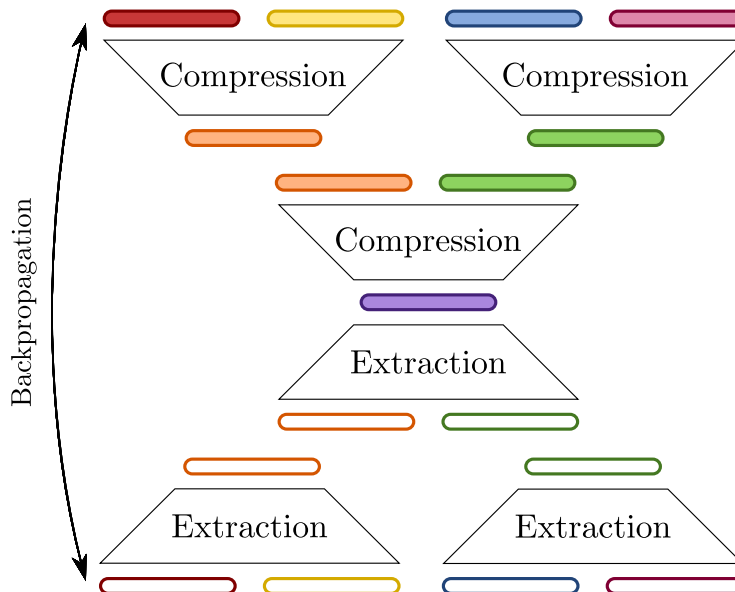 Compression
Compression
Compression
Backpropagation
Extraction
Extraction
Extraction